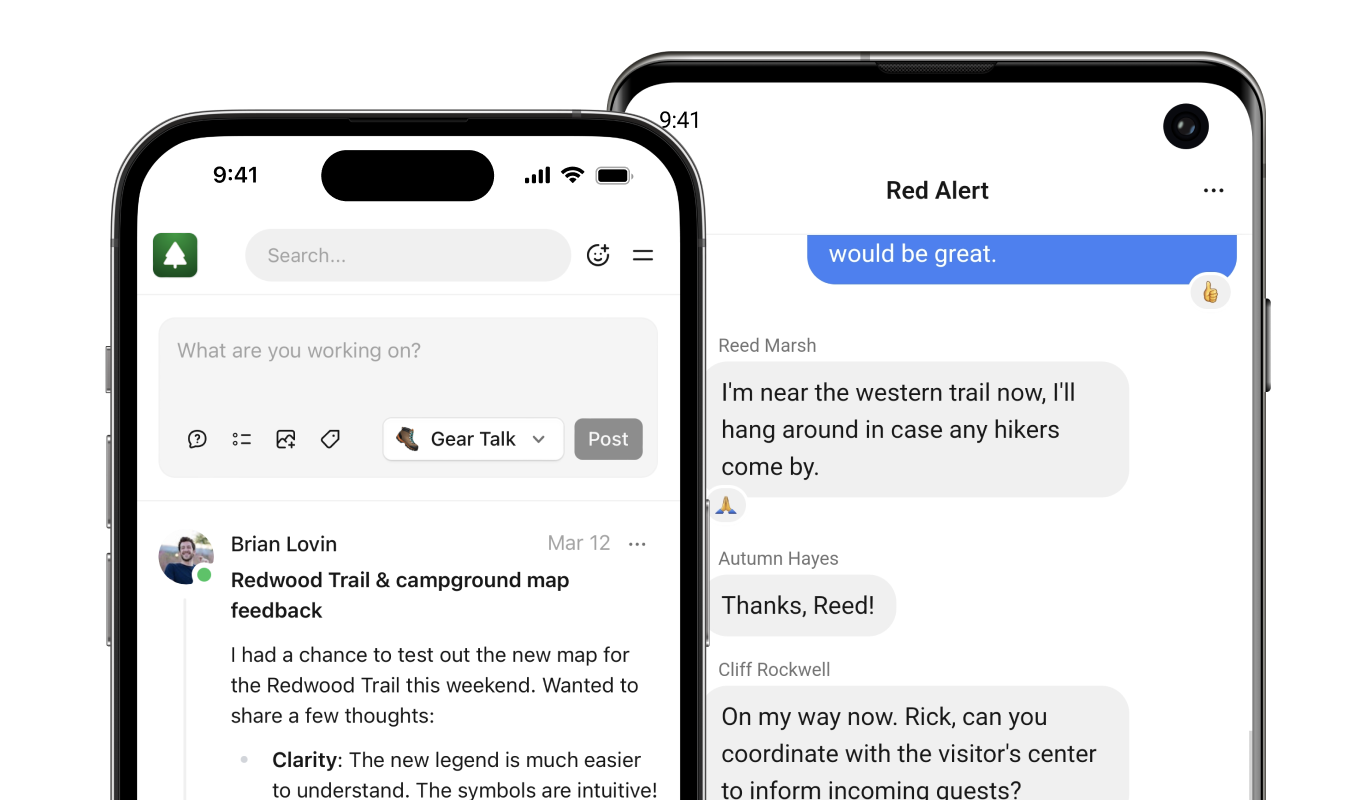 9:41
Search...
What are you working on?
Gear Talk
Post
Brian Lovin
Mar 12
Redwood Trail & campground map
feedback
I had a chance to test out the new map for
the Redwood Trail this weekend. Wanted to
share a few thoughts:
Clarity: The new legend is much easier
to understand. The symbols are intuitive!
9:41
Red Alert
would be great.
Reed Marsh
I'm near the western trail now, I'll
hang around in case any hikers
come by.
Autumn Hayes
Thanks, Reed!
Cliff Rockwell
On my way now. Rick, can you
coordinate with the visitor's center
to inform incoming guests?